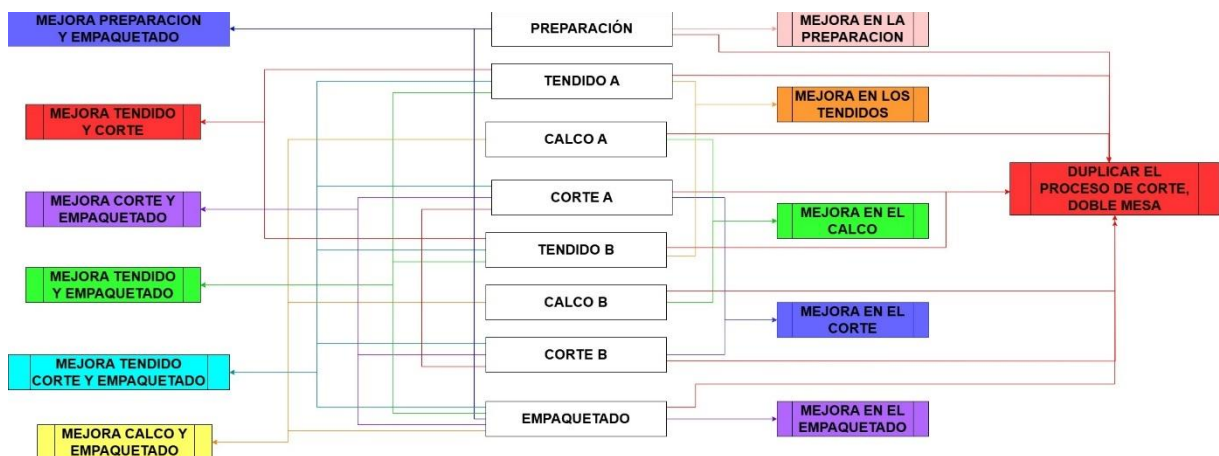 MEJORA PREPARACION
Y EMPAQUETADO
MEJORA TENDIDO
Y CORTE
MEJORA CORTE Y
EMPAQUETADO
MEJORA TENDIDO
Y EMPAQUETADO
MEJORA TENDIDO
CORTE Y EMPAQUETADO
MEJORA CALCO Y
EMPAQUETADO
PREPARACIÓN
TENDIDO A
CALCO A
CORTE A
TENDIDO B
CALCO B
CORTE B
EMPAQUETADO
MEJORA EN LA
PREPARACION
MEJORA EN LOS
TENDIDOS
MEJORA EN EL
CALCO
MEJORA EN EL
CORTE
MEJORA EN EL
EMPAQUETADO
DUPLICAR EL
PROCESO DE CORTE,
DOBLE MESA